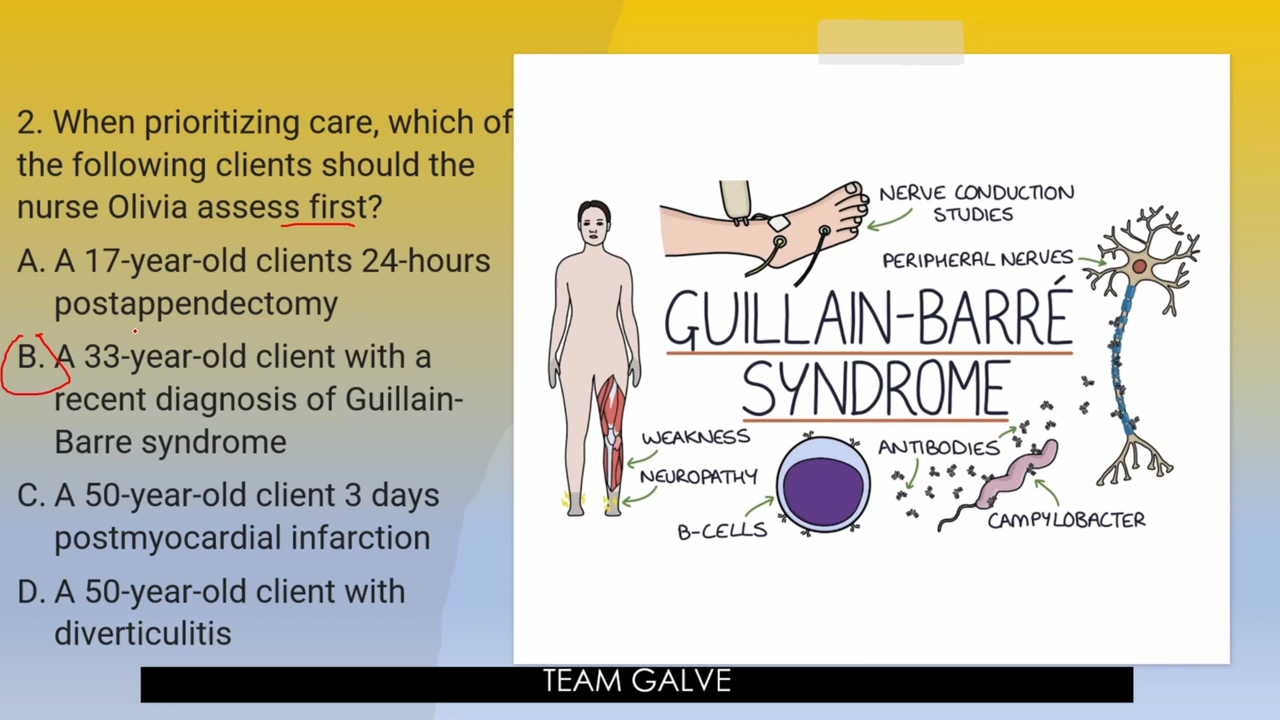 2. When prioritizing care, which of
the following clients should the
nurse Olivia assess first?
A. A 17-year-old clients 24-hours
postappendectomy
B. A 33-year-old client with a
recent diagnosis of Guillain-
Barre syndrome
C. A 50-year-old client 3 days
postmyocardial infarction
D. A 50-year-old client with
diverticulitis
NERVE CONDUCTION
STUDIES
PERIPHERAL NERVES
GUILLAIN-BARRÉ
SYNDROME
WEAKNESS
NEUROPATHY
B-CELLS
ANTIBODIES
CAMPYLOBACTER
TEAM GALVE